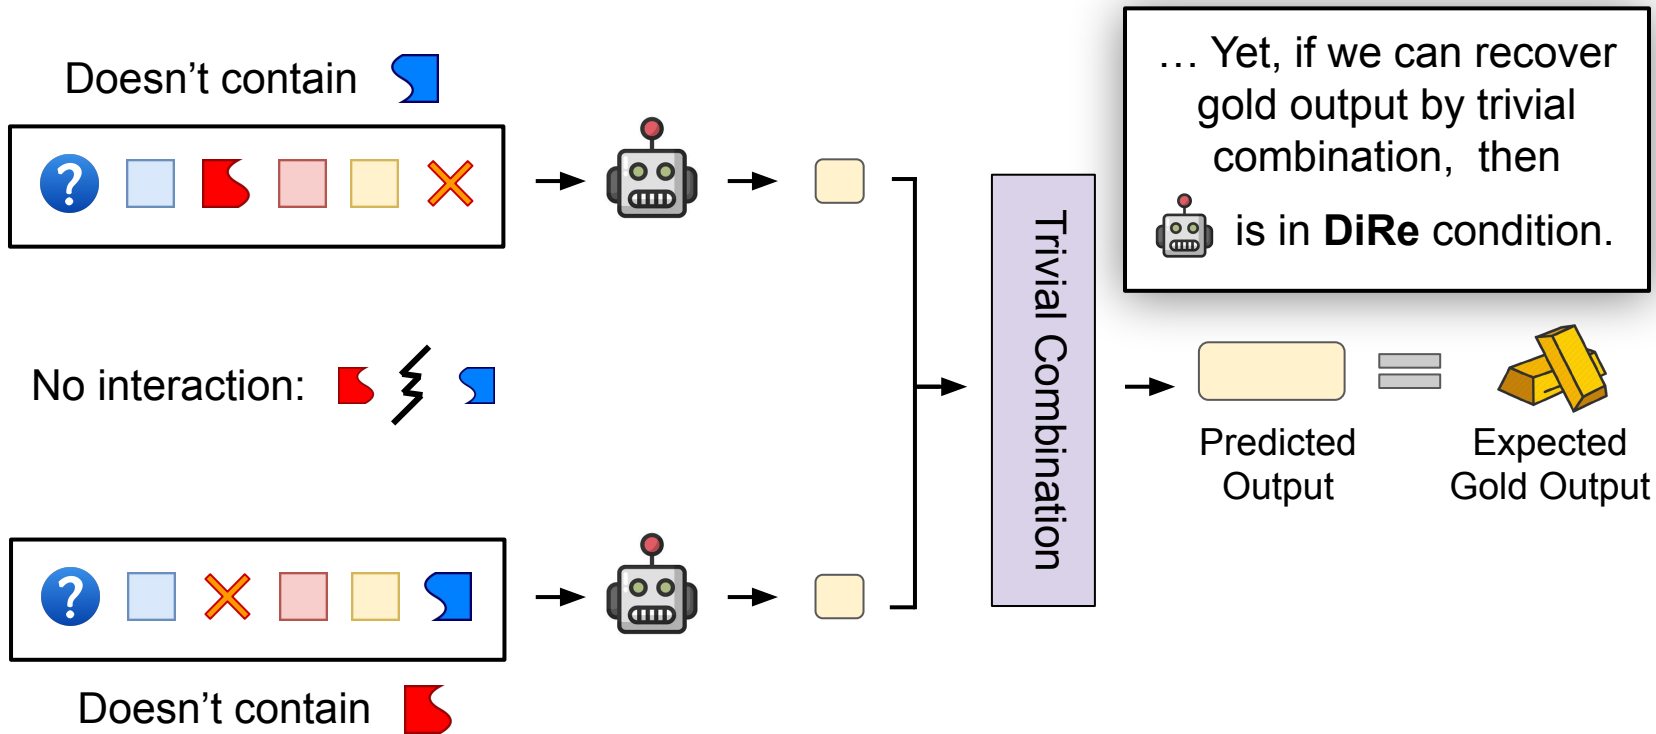 Doesn't contain
? 
No interaction:
?
Doesn't contain
Trivial Combination
… Yet, if we can recover
gold output by trivial
combination, then
is in DiRe condition.
Predicted
Output
Expected
Gold Output